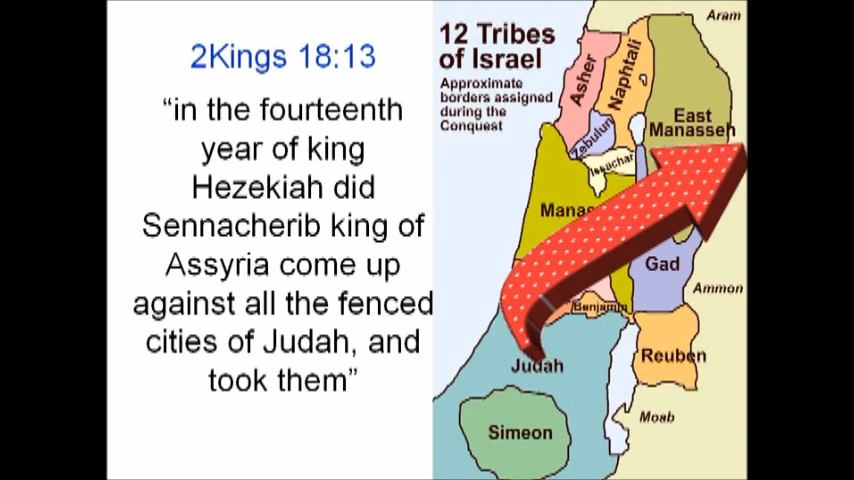 2Kings 18:13
“in the fourteenth
year of king
Hezekiah did
Sennacherib king of
Assyria come up
against all the fenced
cities of Judah, and
took them”
12 Tribes
of Israel
Approximate
borders assigned
during the
Conquest
Aram
Asher
Naphtali
East
Manasseh
Zebulun
Issachar
Manas
Gad
Ammon
Benjamin
Judah
Reuben
Moab
Simeon